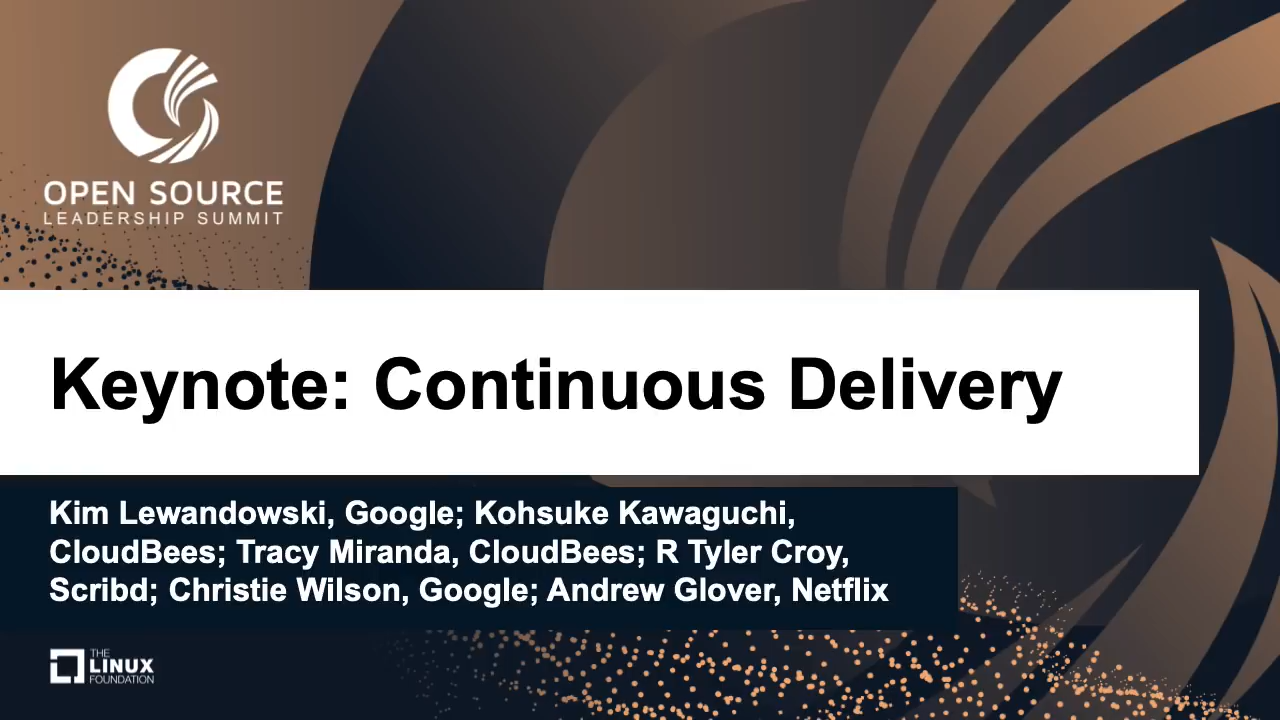 OPEN SOURCE
LEADERSHIP SUMMIT
Keynote: Continuous Delivery
Kim Lewandowski, Google; Kohsuke Kawaguchi,
CloudBees; Tracy Miranda, CloudBees; R Tyler Croy,
Scribd; Christie Wilson, Google; Andrew Glover, Netflix
THE
LINUX
FOUNDATION